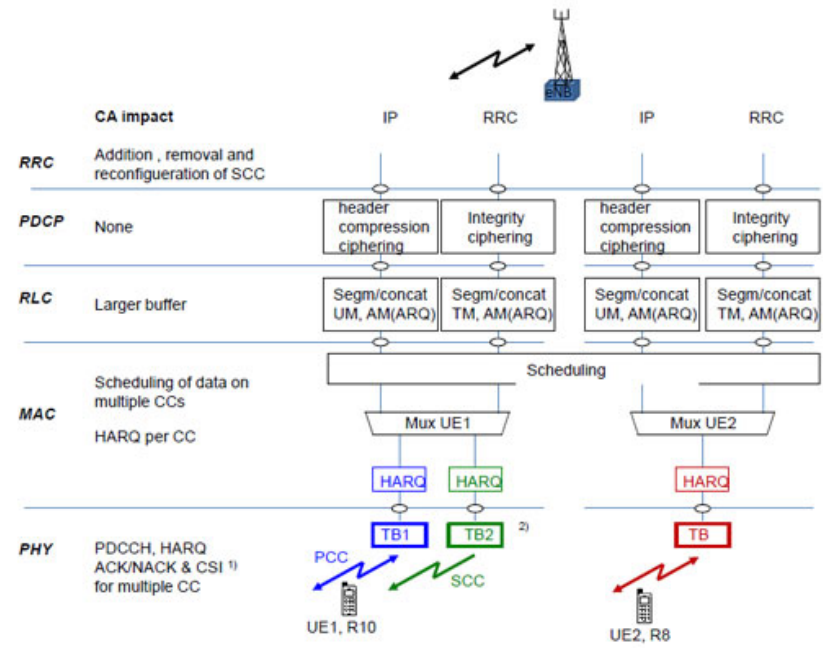 eNB
CA impact
IP
RRC
IP
RRC
RRC
Addition , removal and
reconfigueration of SCC
PDCP
None
header
compression
ciphering
Integrity
ciphering
header
compression
ciphering
Integrity
ciphering
RLC
Larger buffer
Segm/concat
UM, AM(ARQ)
Segm/concat
TM, AM(ARQ)
Segm/concat
UM, AM(ARQ)
Segm/concat
TM, AM(ARQ)
MAC
Scheduling of data on
multiple CCs
HARQ per CC
Scheduling
Mux UE1
Mux UE2
HARQ
HARQ
HARQ
PHY
PDCCH, HARQ
ACK/NACK & CSI 1)
for multiple CC
TB1
TB2
2)
TB
PCC
SCC
UE1, R10
UE2, R8